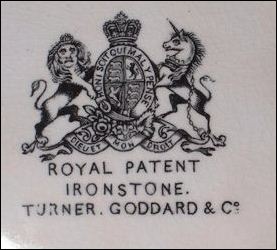 HONI SOIT QUI MAL Y PENSE
DIEU ET MON DROIT
ROYAL PATENT
IRONSTONE.
TURNER. GODDARD & Co